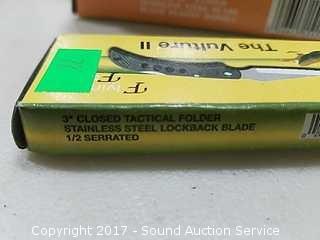 The Vulture II
3" CLOSED TACTICAL FOLDER
STAINLESS STEEL LOCKBACK BLADE
1/2 SERRATED
Copyright 2017 - Sound Auction Service